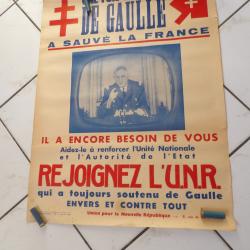 DE GAULLE
A SAUVÉ LA FRANCE
IL A ENCORE BESOIN DE VOUS
Aidez-le à renforcer l'Unité Nationale
et l'Autorité de l'Etat
REJOIGNEZ L'U.N.R.
qui a toujours soutenu de Gaulle
ENVERS ET CONTRE TOUT
Union pour la Nouvelle République